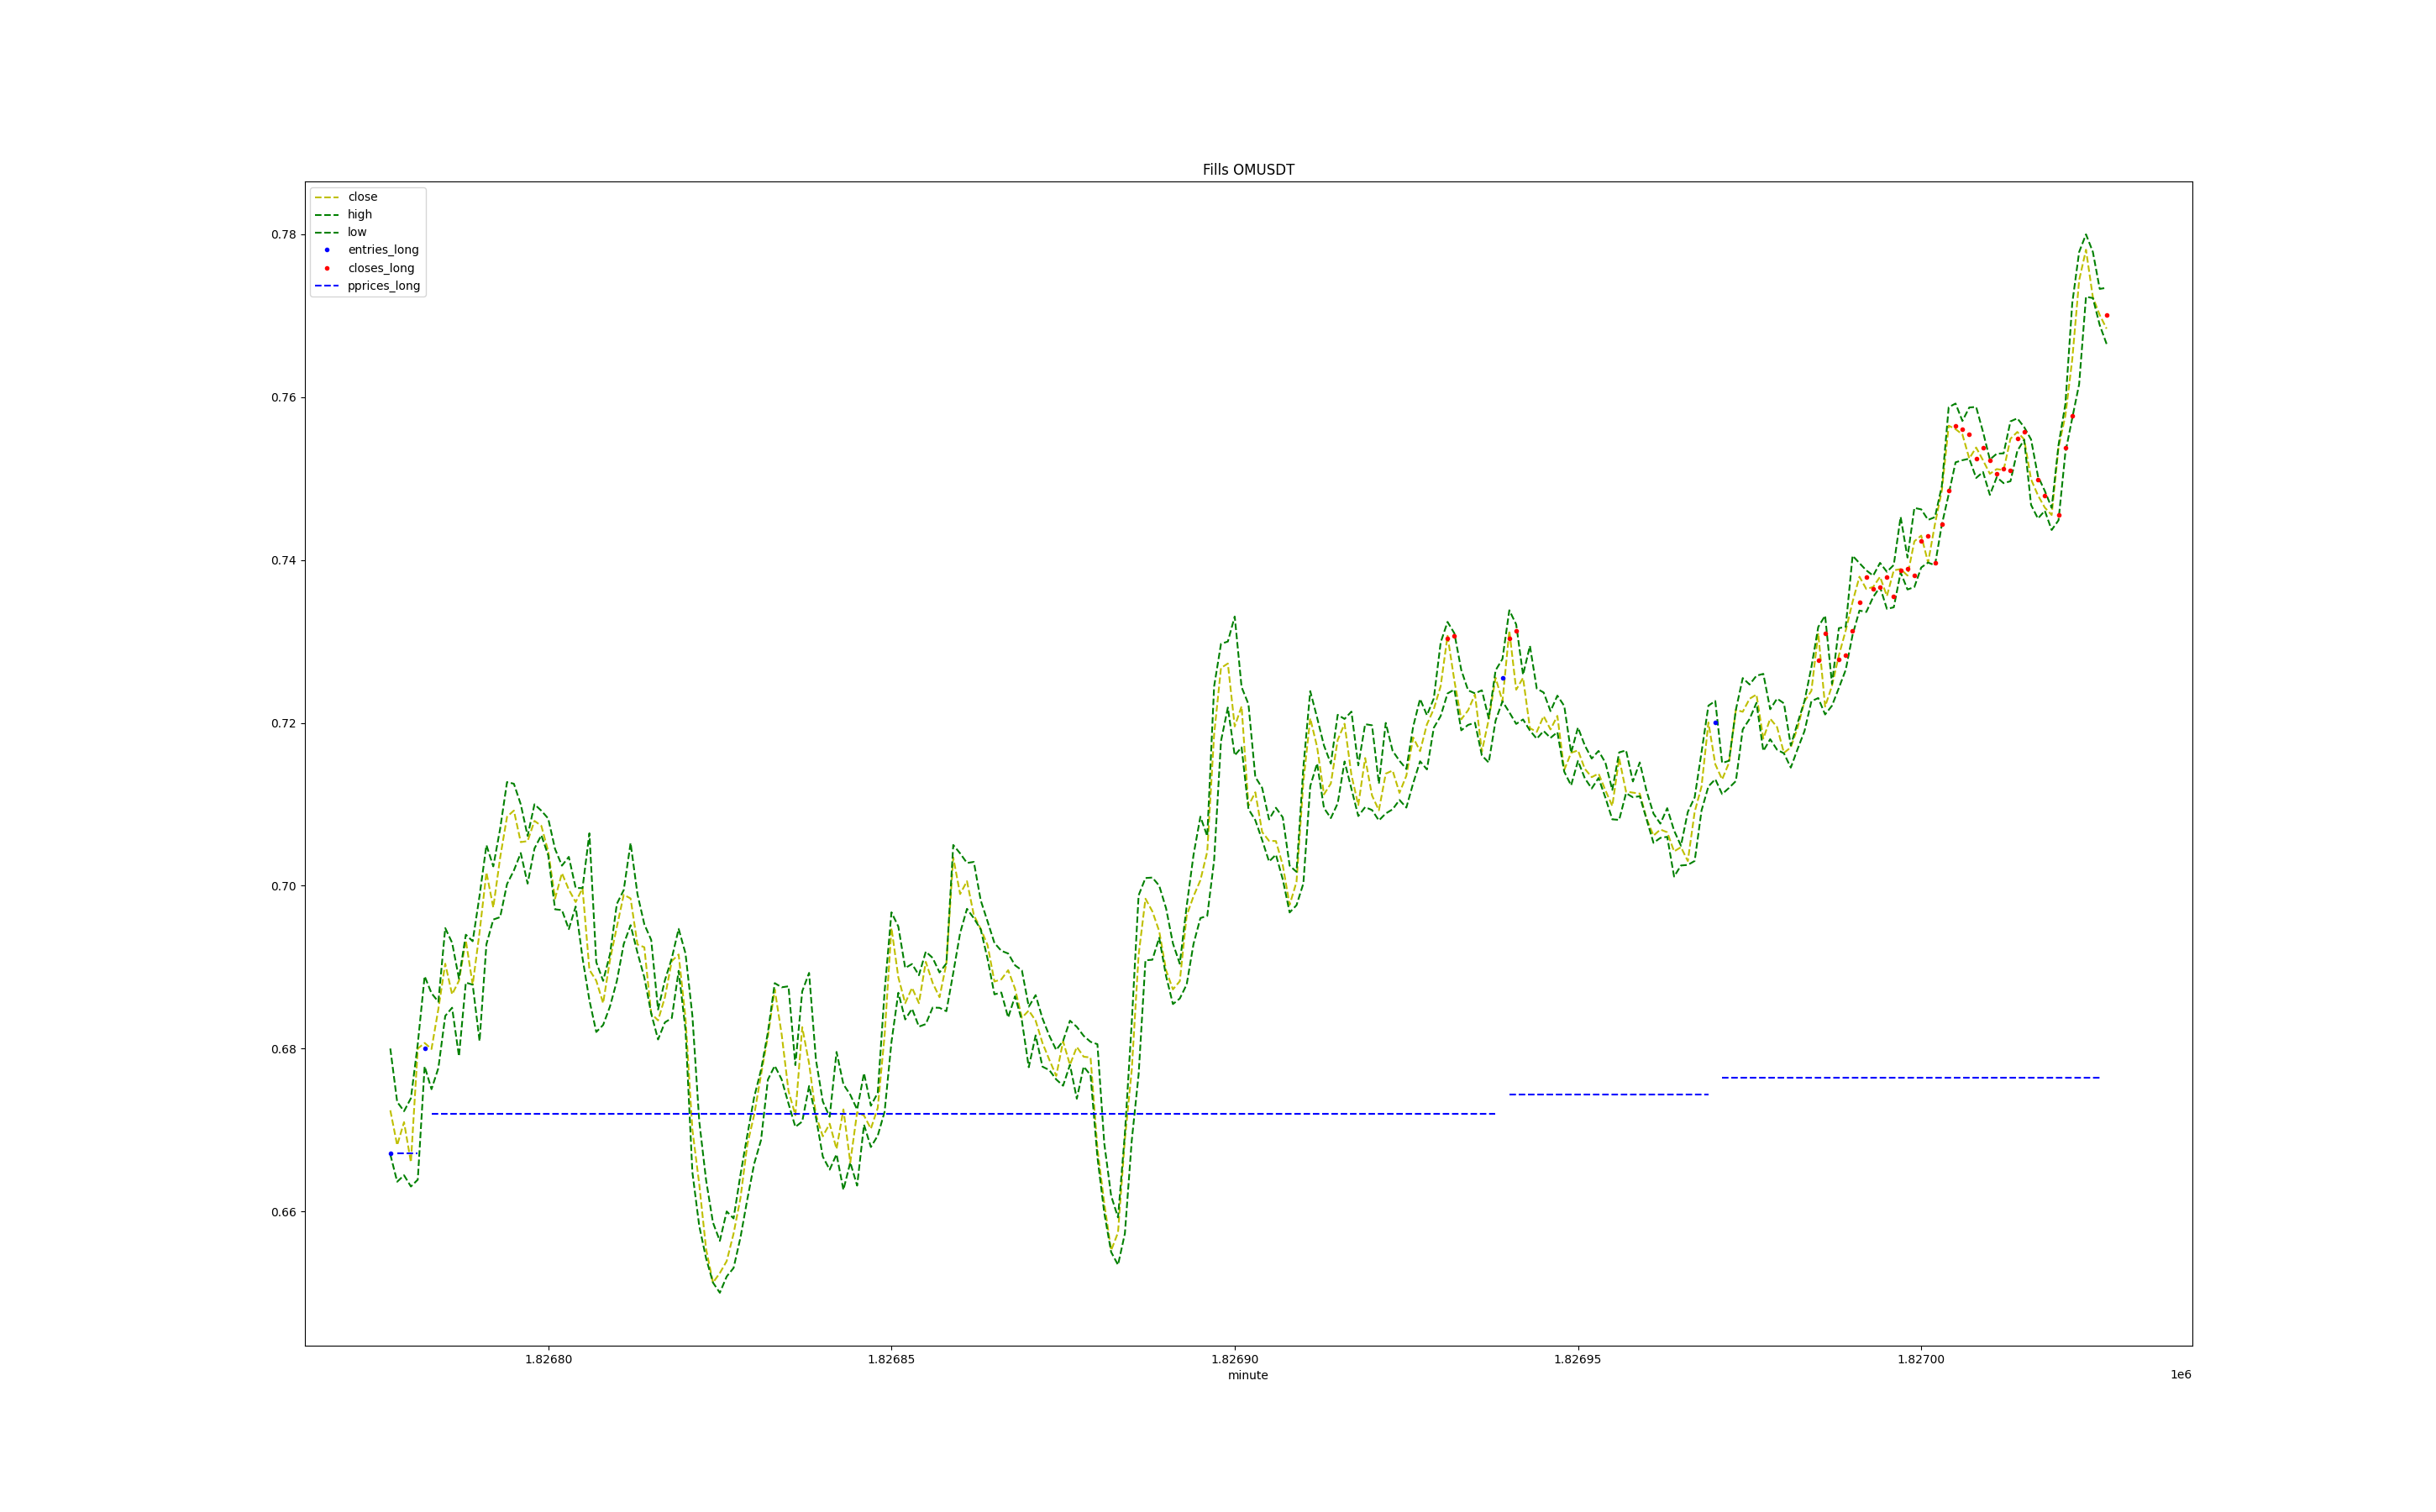 Fills OMUSDT
close
high
low
entries_long
closes_long
pprices_long
0.78
0.76
0.74
0.72
0.70
0.68
0.66
1.82680
1.82685
1.82690
1.82695
1.82700
minute
1e6